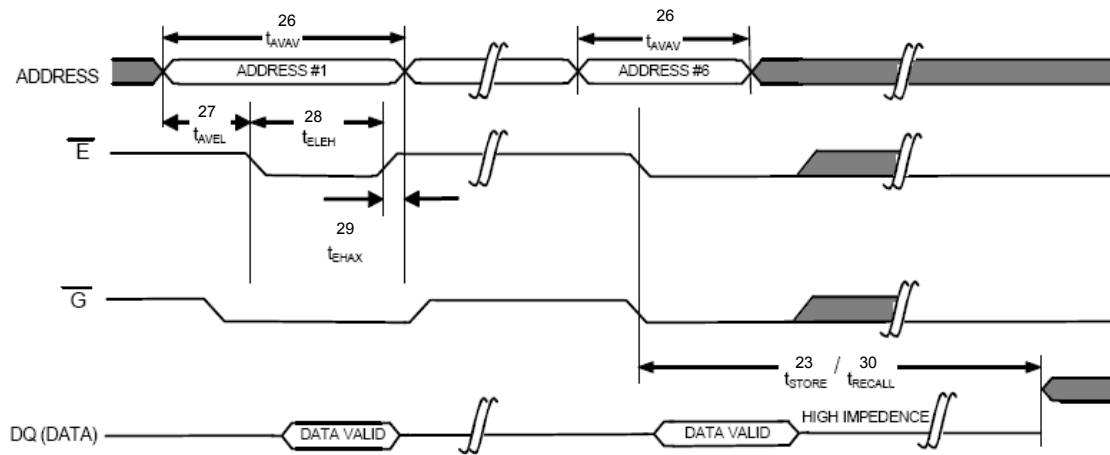 26
tAVAV
26
tAVAV
ADDRESS
ADDRESS #1
ADDRESS #6
27
tAVEL
28
tELEH
E
29
tEHAX
G
23 / 30
tSTORE tRECALL
DQ (DATA)
DATA VALID
DATA VALID
HIGH IMPEDENCE